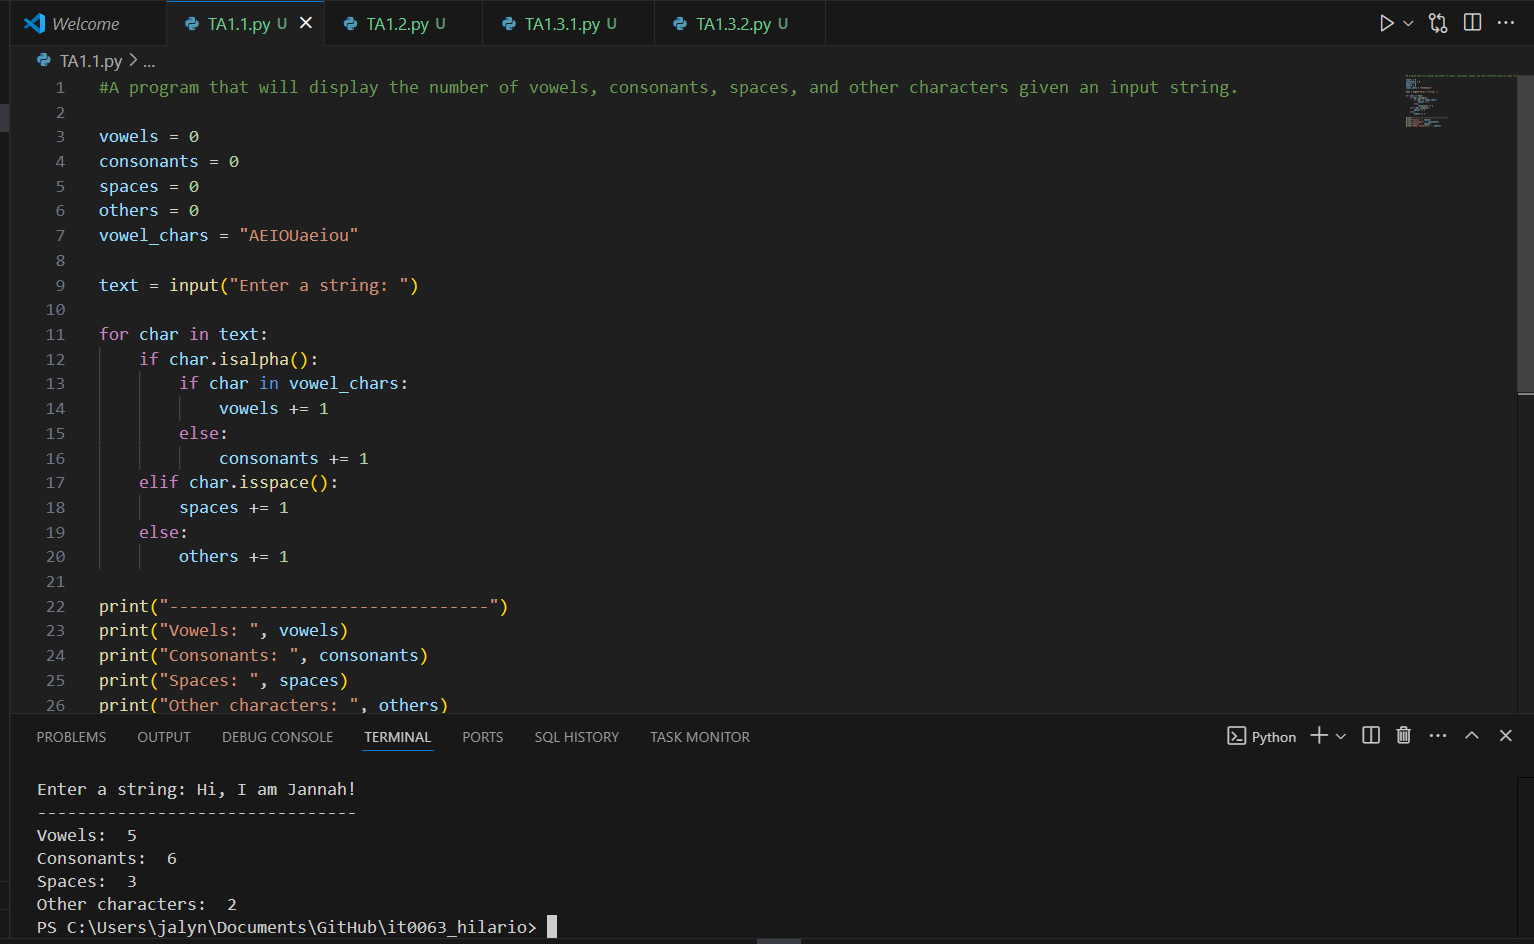 Welcome TA1.1.py U TA1.2.py U TA1.3.1.py U TA1.3.2.py U
TA1.1.py > ...
1 #A program that will display the number of vowels, consonants, spaces, and other characters given an input string.
2
3 vowels = 0
4 consonants = 0
5 spaces = 0
6 others = 0
7 vowel_chars = "AEIOUaeiou"
8
9 text = input("Enter a string: ")
10
11 for char in text:
12     if char.isalpha():
13         if char in vowel_chars:
14             vowels += 1
15         else:
16             consonants += 1
17     elif char.isspace():
18         spaces += 1
19     else:
20         others += 1
21
22 print("--------------------------------")
23 print("Vowels: ", vowels)
24 print("Consonants: ", consonants)
25 print("Spaces: ", spaces)
26 print("Other characters: ", others)
PROBLEMS OUTPUT DEBUG CONSOLE TERMINAL PORTS SQL HISTORY TASK MONITOR Python
Enter a string: Hi, I am Jannah!
--------------------------------
Vowels:  5
Consonants:  6
Spaces:  3
Other characters:  2
PS C:\Users\jalyn\Documents\GitHub\it0063_hilario>